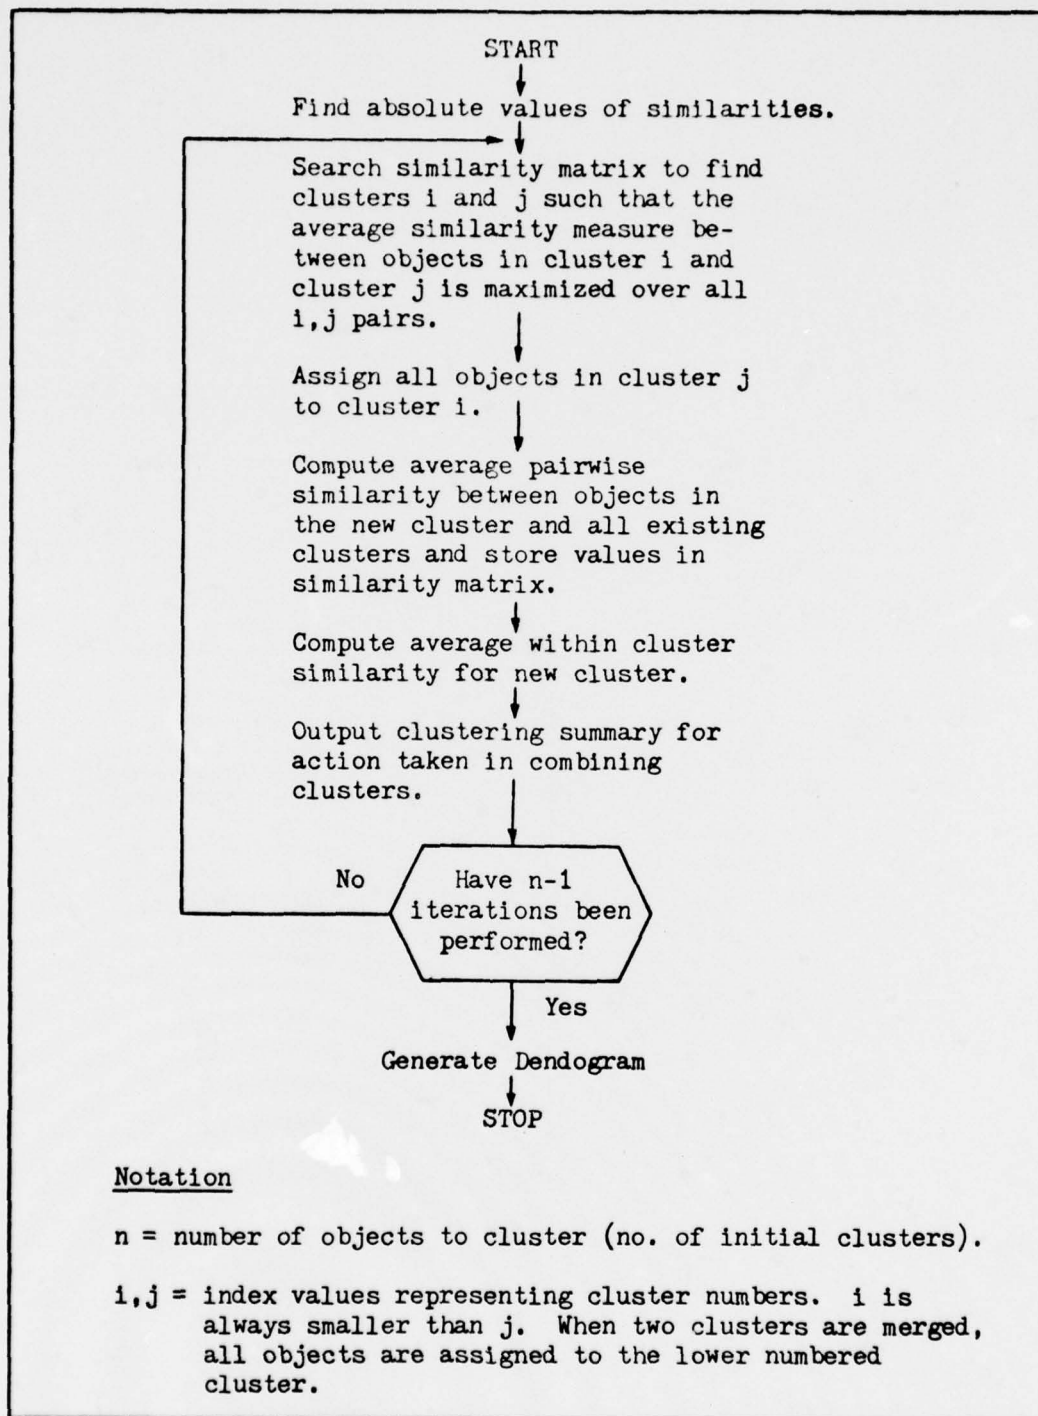 START
Find absolute values of similarities.
Search similarity matrix to find
clusters i and j such that the
average similarity measure be-
tween objects in cluster i and
cluster j is maximized over all
i,j pairs.
Assign all objects in cluster j
to cluster i.
Compute average pairwise
similarity between objects in
the new cluster and all existing
clusters and store values in
similarity matrix.
Compute average within cluster
similarity for new cluster.
Output clustering summary for
action taken in combining
clusters.
No
Have n-1
iterations been
performed?
Yes
Generate Dendogram
STOP
Notation
n = number of objects to cluster (no. of initial clusters).
i,j = index values representing cluster numbers. i is
always smaller than j. When two clusters are merged,
all objects are assigned to the lower numbered
cluster.